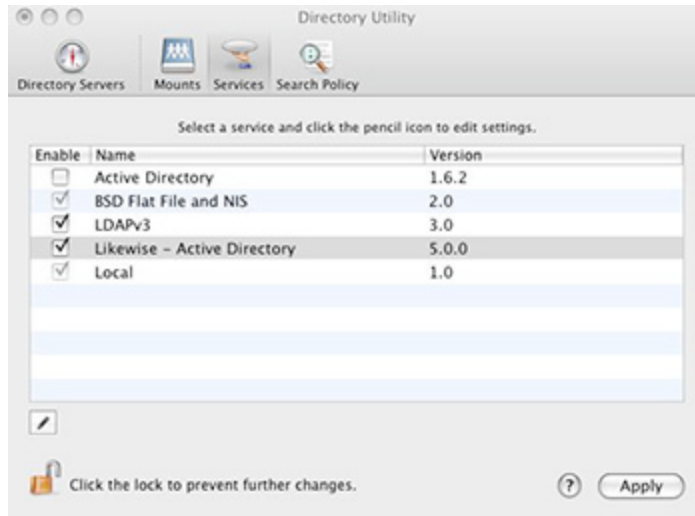 Directory Utility
Directory Servers Mounts Services Search Policy
Select a service and click the pencil icon to edit settings.
Enable Name Version
Active Directory 1.6.2
BSD Flat File and NIS 2.0
LDAPv3 3.0
Likewise – Active Directory 5.0.0
Local 1.0
Click the lock to prevent further changes. ? Apply